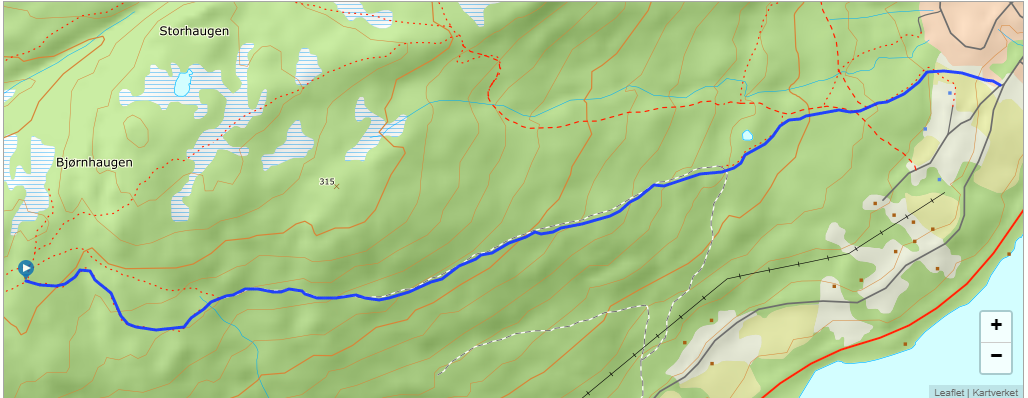 Storhaugen
Bjørnhaugen
315
+
−
Leaflet | Kartverket